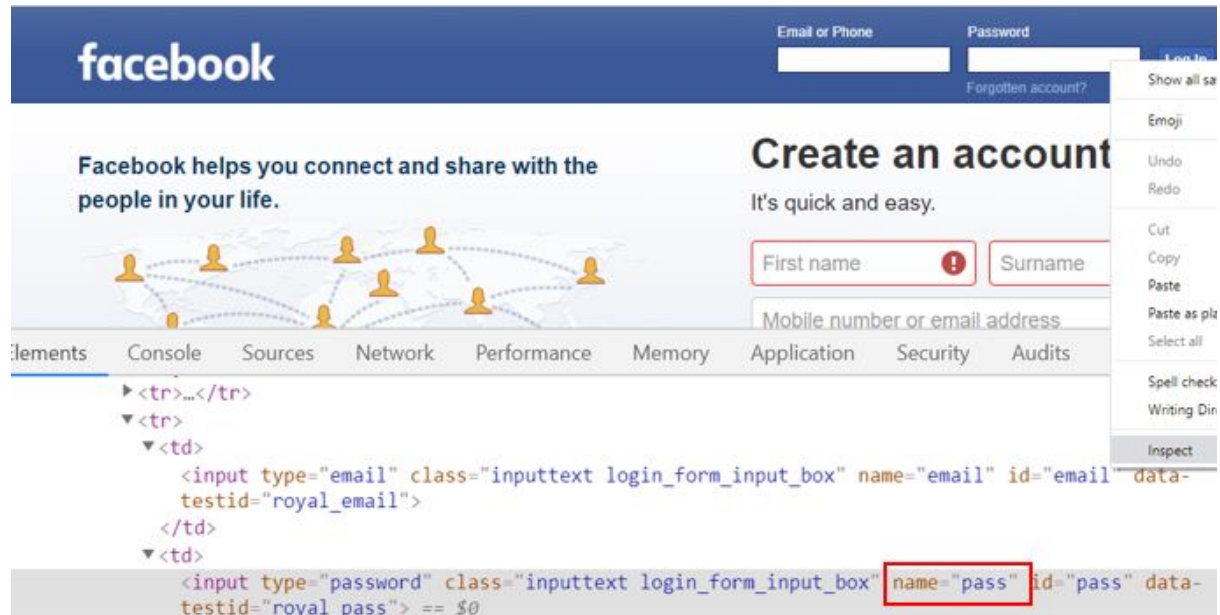 facebook
Email or Phone
Password
Log In
Forgotten account?
Facebook helps you connect and share with the
people in your life.
Create an account
It's quick and easy.
First name
Surname
Mobile number or email address
Show all sa
Emoji
Undo
Redo
Cut
Copy
Paste
Paste as pla
Select all
Spell check
Writing Dire
Inspect
Elements Console Sources Network Performance Memory Application Security Audits
<tr>…</tr>
<tr>
<td>
<input type="email" class="inputtext login_form_input_box" name="email" id="email" data-
testid="royal_email">
</td>
<td>
<input type="password" class="inputtext login_form_input_box" name="pass" id="pass" data-
testid="royal_pass"> == $0